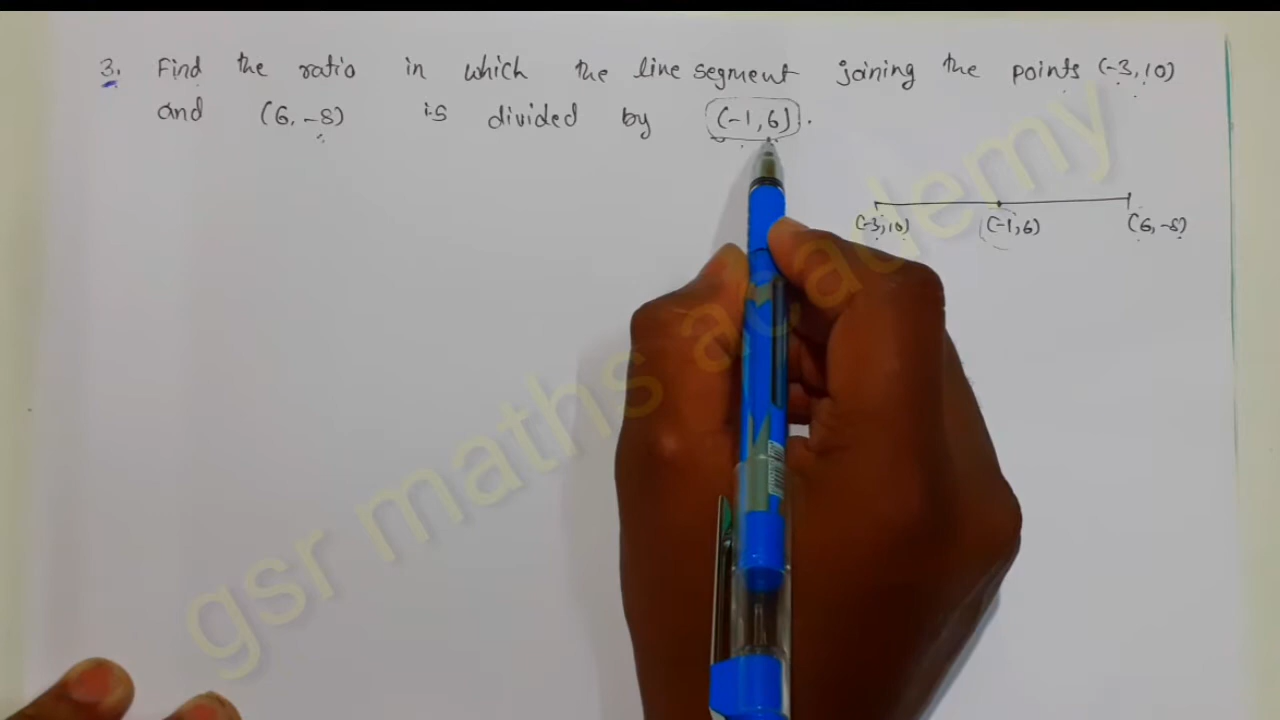 3. Find the ratio in which the line segment joining the points (-3, 10)
and (6, -8) is divided by (-1, 6).
(-3, 10) (-1, 6) (6, -8)
gsr maths academy